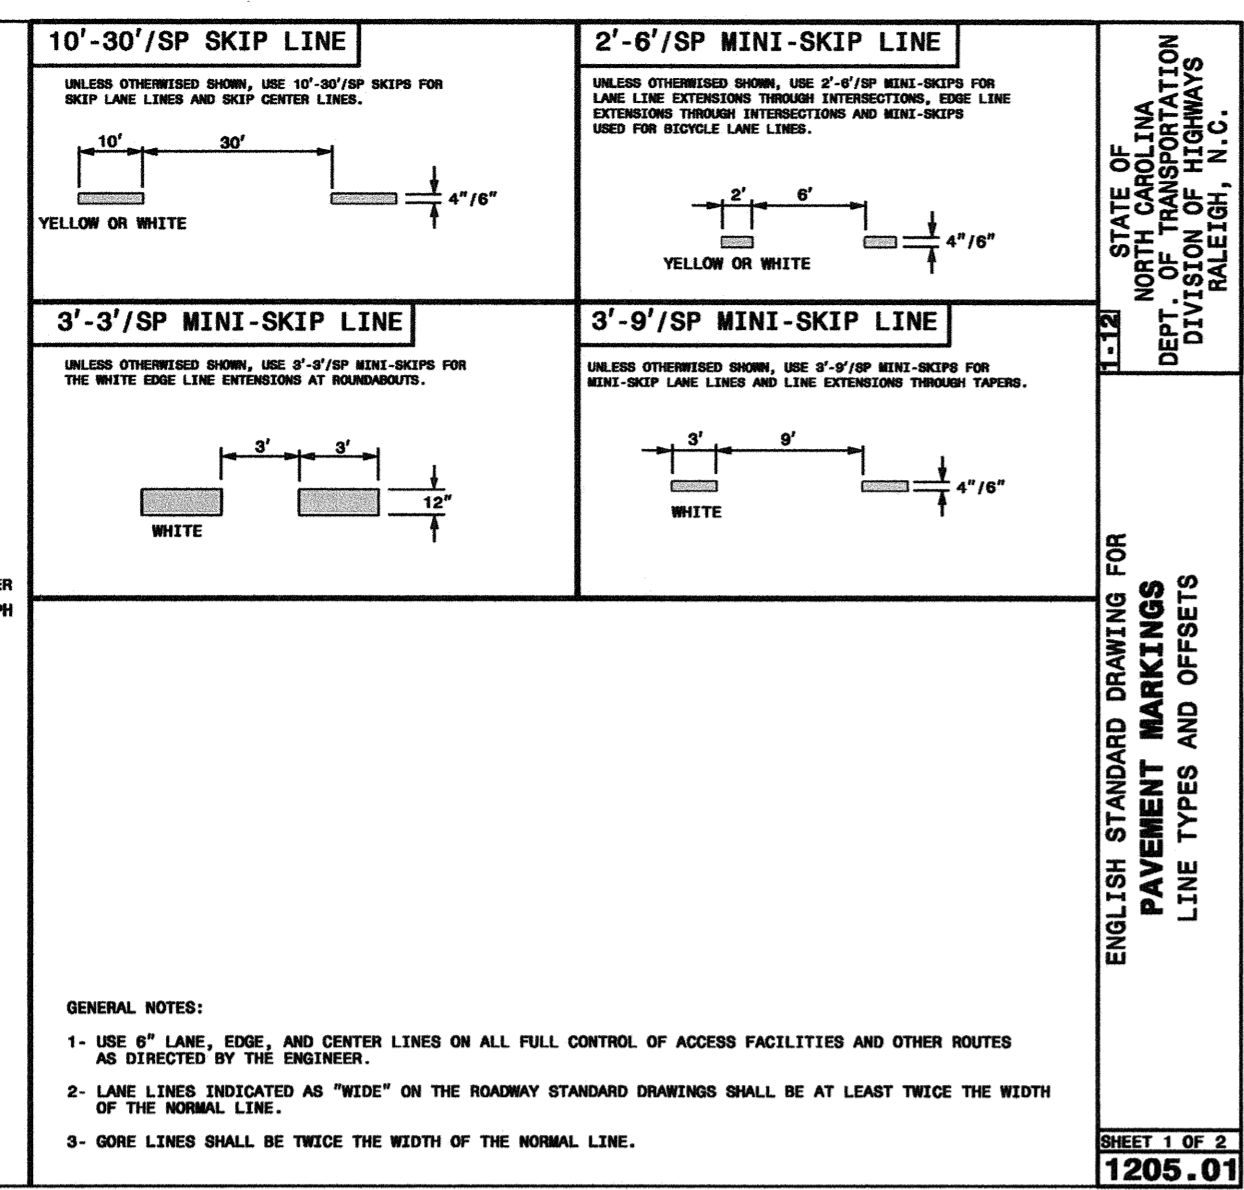 10'-30'/SP SKIP LINE
UNLESS OTHERWISED SHOWN, USE 10'-30'/SP SKIPS FOR
SKIP LANE LINES AND SKIP CENTER LINES.
10'
30'
4"/6"
YELLOW OR WHITE
2'-6'/SP MINI-SKIP LINE
UNLESS OTHERWISED SHOWN, USE 2'-6'/SP MINI-SKIPS FOR
LANE LINE EXTENSIONS THROUGH INTERSECTIONS, EDGE LINE
EXTENSIONS THROUGH INTERSECTIONS AND MINI-SKIPS
USED FOR BICYCLE LANE LINES.
2'
6'
4"/6"
YELLOW OR WHITE
3'-3'/SP MINI-SKIP LINE
UNLESS OTHERWISED SHOWN, USE 3'-3'/SP MINI-SKIPS FOR
THE WHITE EDGE LINE ENTENSIONS AT ROUNDABOUTS.
3'
3'
12"
WHITE
3'-9'/SP MINI-SKIP LINE
UNLESS OTHERWISED SHOWN, USE 3'-9'/SP MINI-SKIPS FOR
MINI-SKIP LANE LINES AND LINE EXTENSIONS THROUGH TAPERS.
3'
9'
4"/6"
WHITE
ER
PH
GENERAL NOTES:
1- USE 6" LANE, EDGE, AND CENTER LINES ON ALL FULL CONTROL OF ACCESS FACILITIES AND OTHER ROUTES
AS DIRECTED BY THE ENGINEER.
2- LANE LINES INDICATED AS "WIDE" ON THE ROADWAY STANDARD DRAWINGS SHALL BE AT LEAST TWICE THE WIDTH
OF THE NORMAL LINE.
3- GORE LINES SHALL BE TWICE THE WIDTH OF THE NORMAL LINE.
1-12
STATE OF
NORTH CAROLINA
DEPT. OF TRANSPORTATION
DIVISION OF HIGHWAYS
RALEIGH, N.C.
ENGLISH STANDARD DRAWING FOR
PAVEMENT MARKINGS
LINE TYPES AND OFFSETS
SHEET 1 OF 2
1205.01